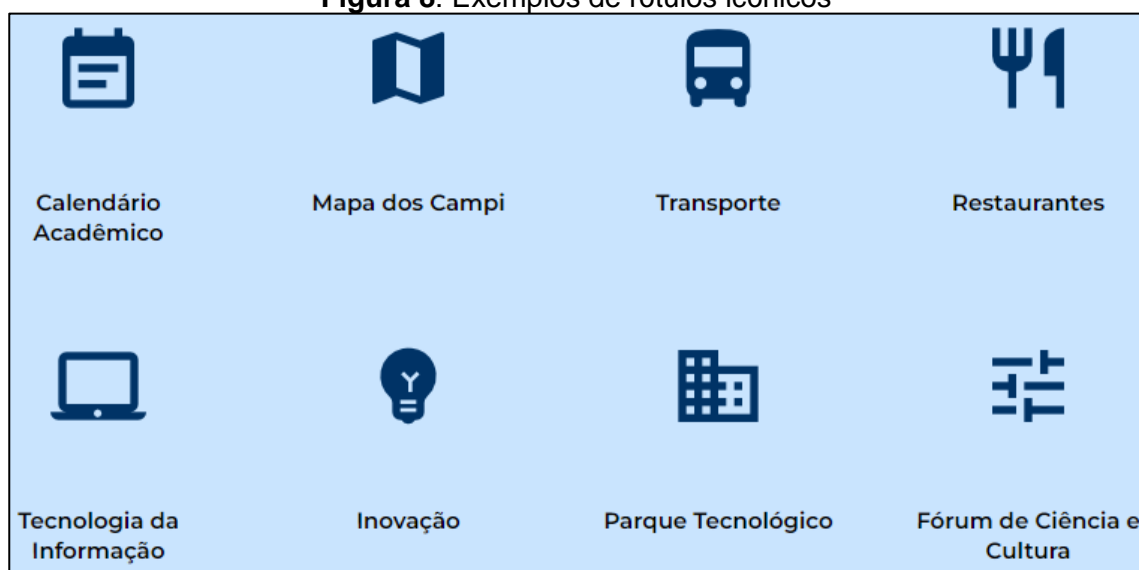 Figura 8: Exemplos de rótulos icônicos
Calendário
Acadêmico
Mapa dos Campi
Transporte
Restaurantes
Tecnologia da
Informação
Inovação
Parque Tecnológico
Fórum de Ciência e
Cultura